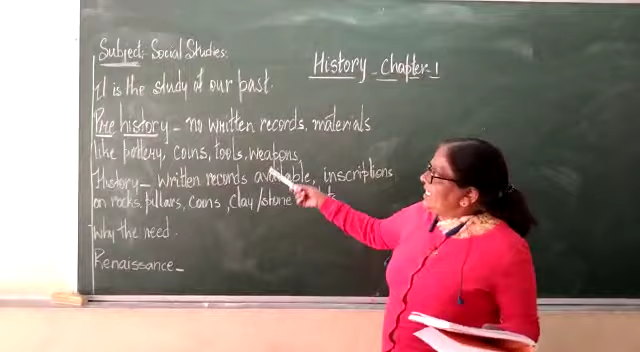 Subject: Social Studies:
History - Chapter-1
It is the study of our past.
Pre history - no written records, materials
like pottery, coins, tools, weapons,
History - written records available, inscriptions
on rocks, pillars, coins, clay/stone
Why the need.
Renaissance -